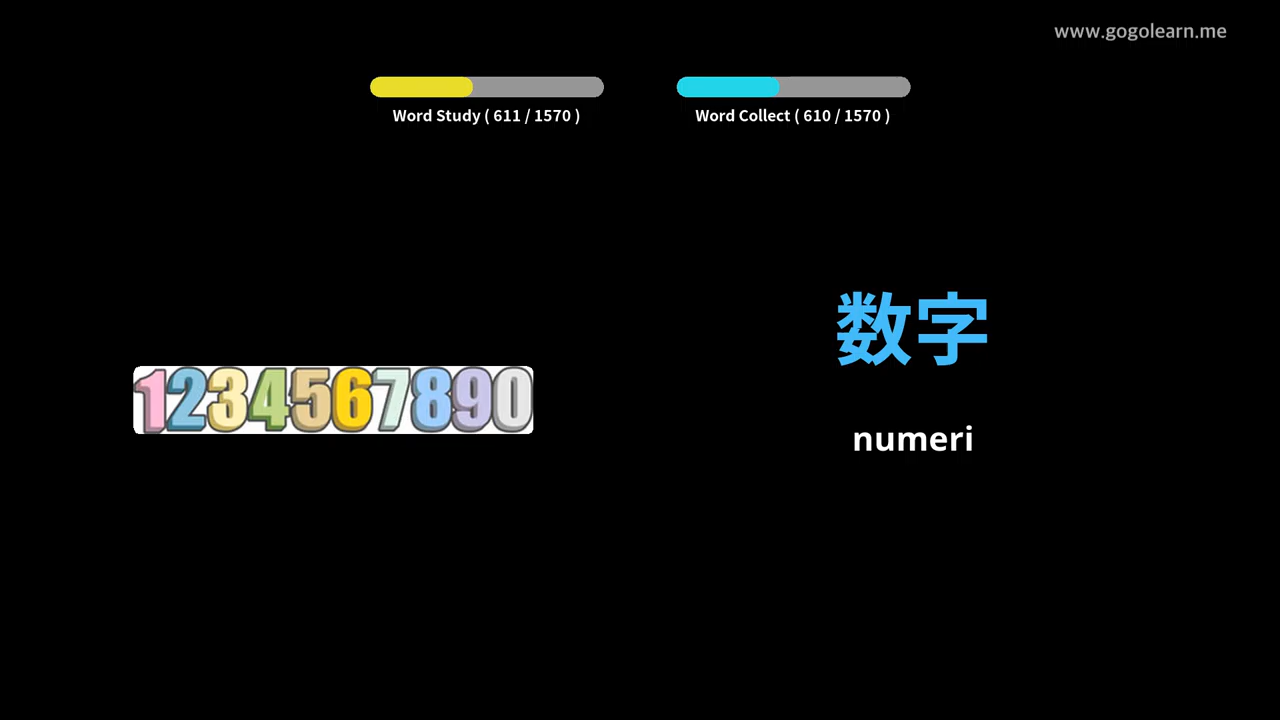 www.gogolearn.me
Word Study ( 611 / 1570 )
Word Collect ( 610 / 1570 )
数字
1234567890
numeri